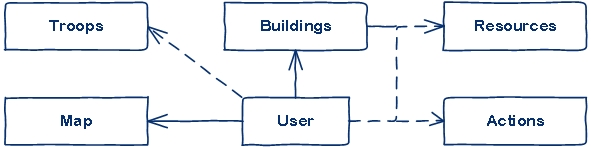 Troops
Buildings
Resources
Map
User
Actions